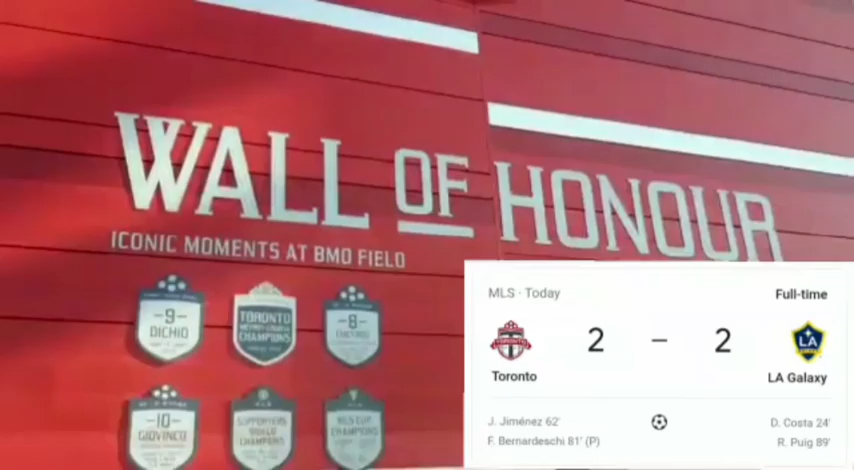 WALL OF HONOUR
ICONIC MOMENTS AT BMO FIELD
-9-
DICHIO
TORONTO
CHAMPIONS
-8-
-10-
GIOVINCO
SUPPORTERS
SHIELD
CHAMPIONS
MLS CUP
CHAMPIONS
MLS · Today
Full-time
TORONTO
2 – 2
LA
Toronto
LA Galaxy
J. Jiménez 62'
D. Costa 24'
F. Bernardeschi 81' (P)
R. Puig 89'